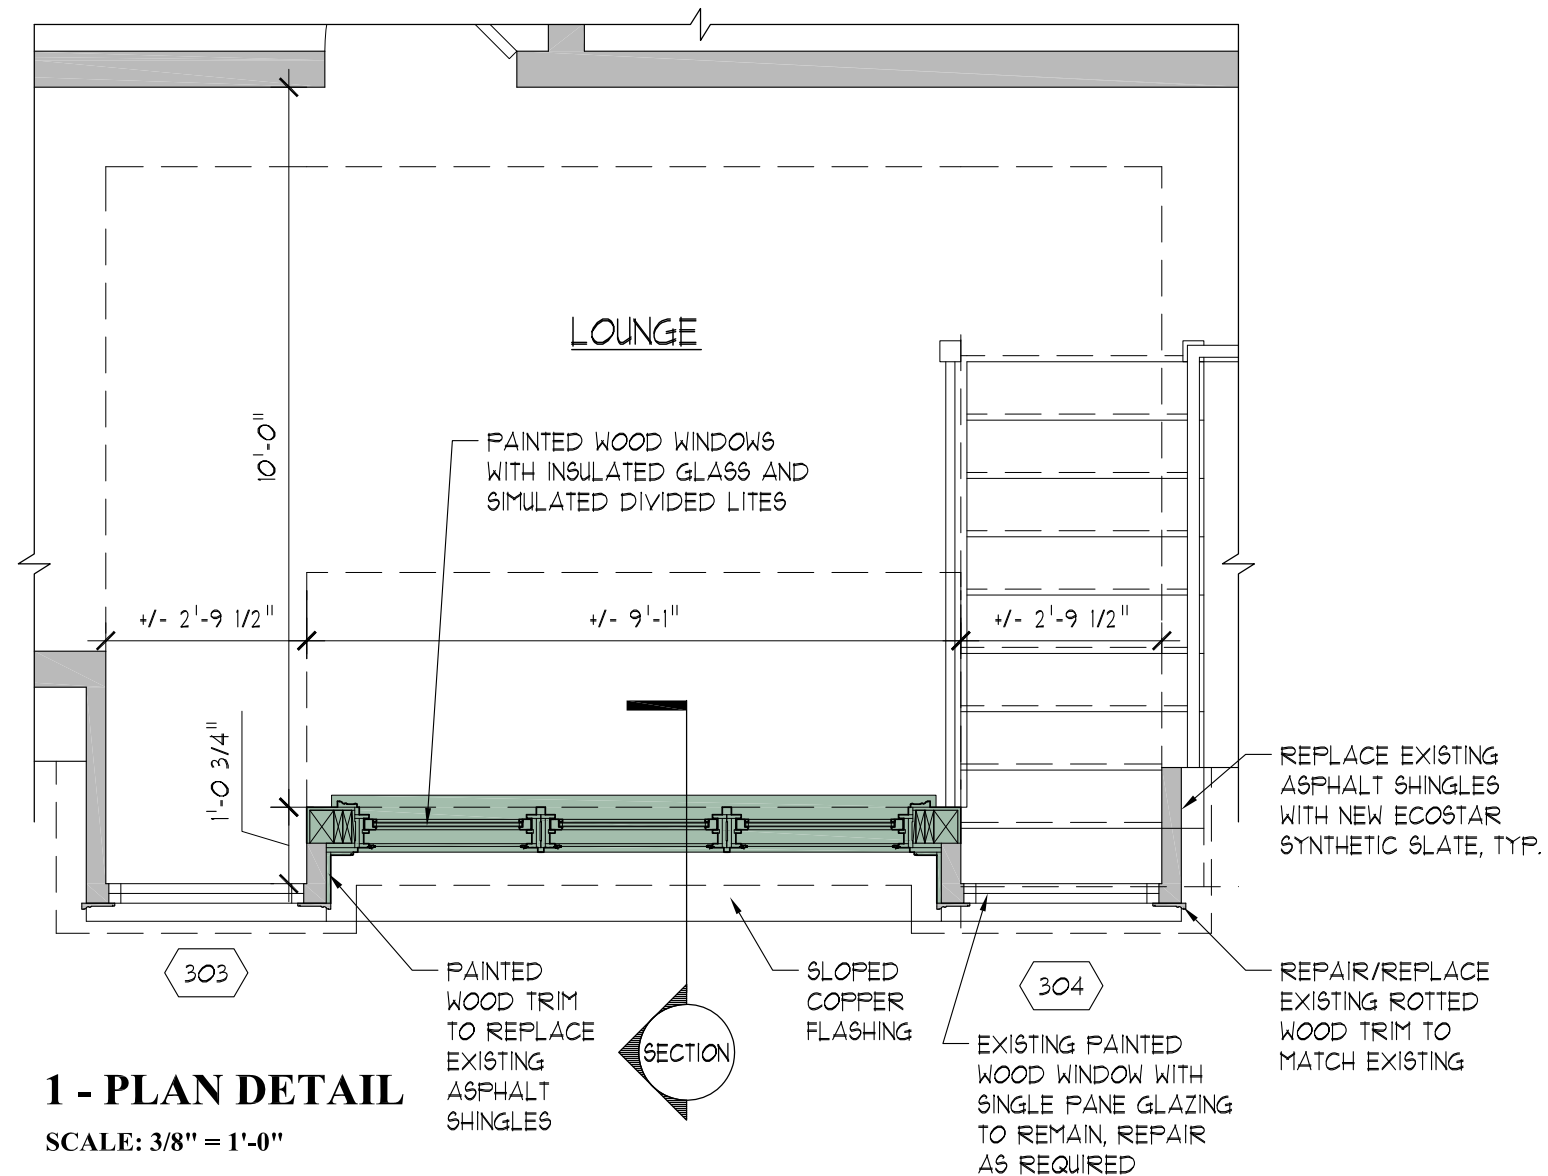 LOUNGE
10'-0"
PAINTED WOOD WINDOWS
WITH INSULATED GLASS AND
SIMULATED DIVIDED LITES
+/- 2'-9 1/2"
+/- 9'-1"
+/- 2'-9 1/2"
1'-0 3/4"
REPLACE EXISTING
ASPHALT SHINGLES
WITH NEW ECOSTAR
SYNTHETIC SLATE, TYP.
303
PAINTED
WOOD TRIM
TO REPLACE
EXISTING
ASPHALT
SHINGLES
SECTION
SLOPED
COPPER
FLASHING
304
EXISTING PAINTED
WOOD WINDOW WITH
SINGLE PANE GLAZING
TO REMAIN, REPAIR
AS REQUIRED
REPAIR/REPLACE
EXISTING ROTTED
WOOD TRIM TO
MATCH EXISTING
1 - PLAN DETAIL
SCALE: 3/8" = 1'-0"